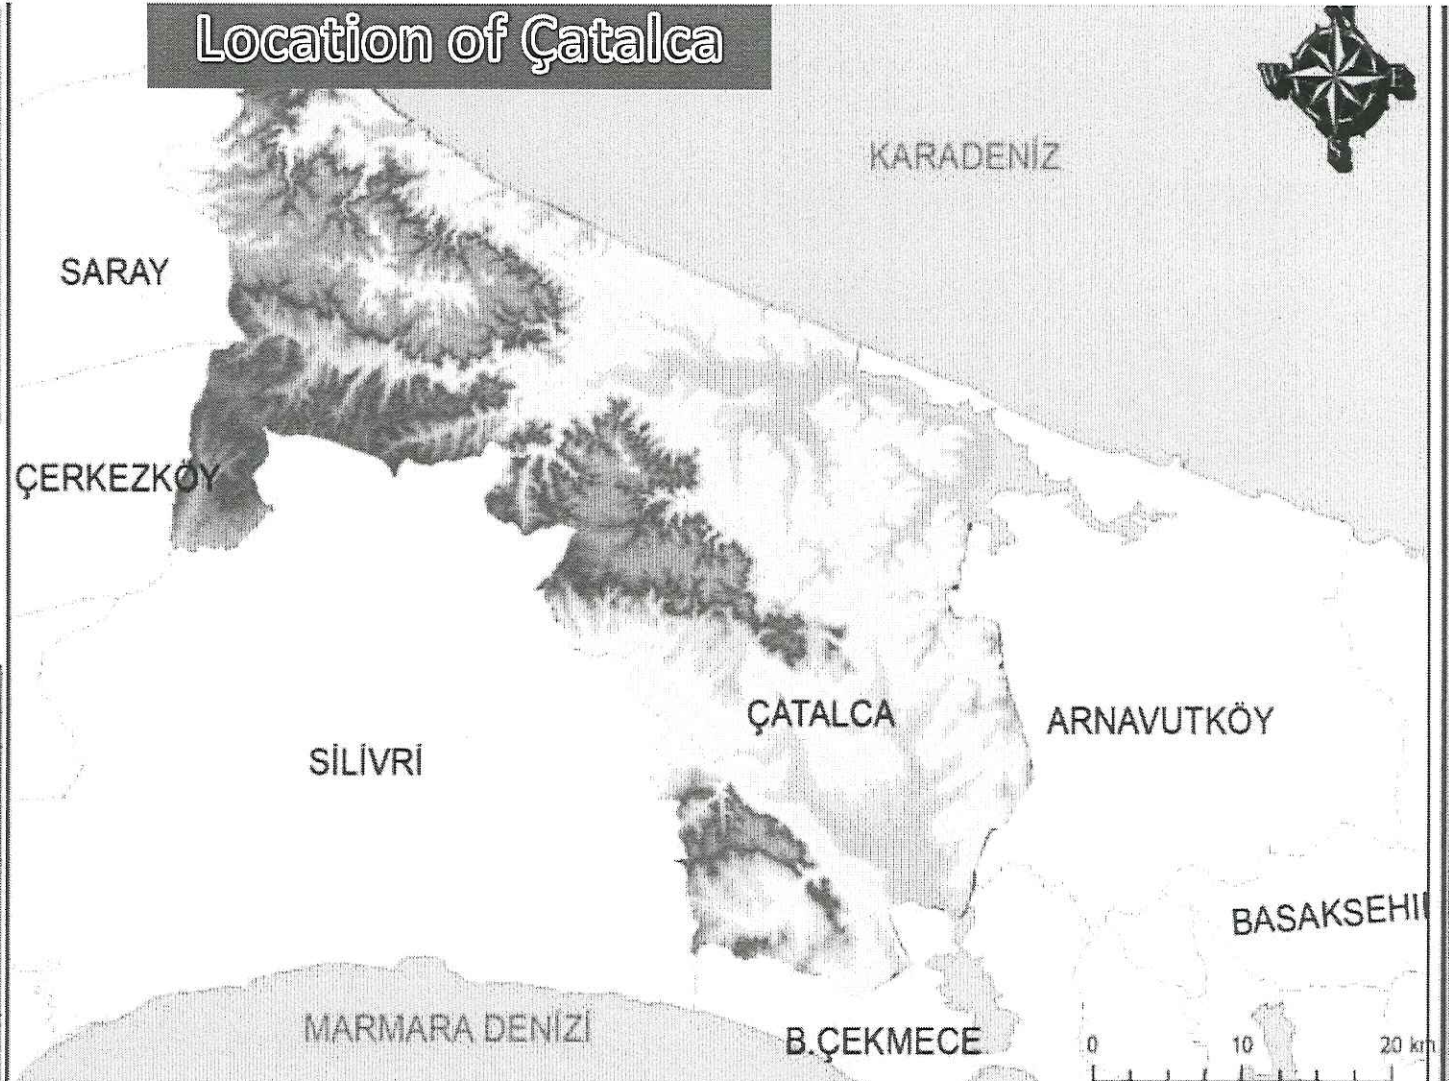 Location of Çatalca
W
E
S
KARADENİZ
SARAY
ÇERKEZKÖY
ÇATALCA
ARNAVUTKÖY
SİLİVRİ
BASAKSEHI
MARMARA DENİZİ
B.ÇEKMECE
0 10 20 km